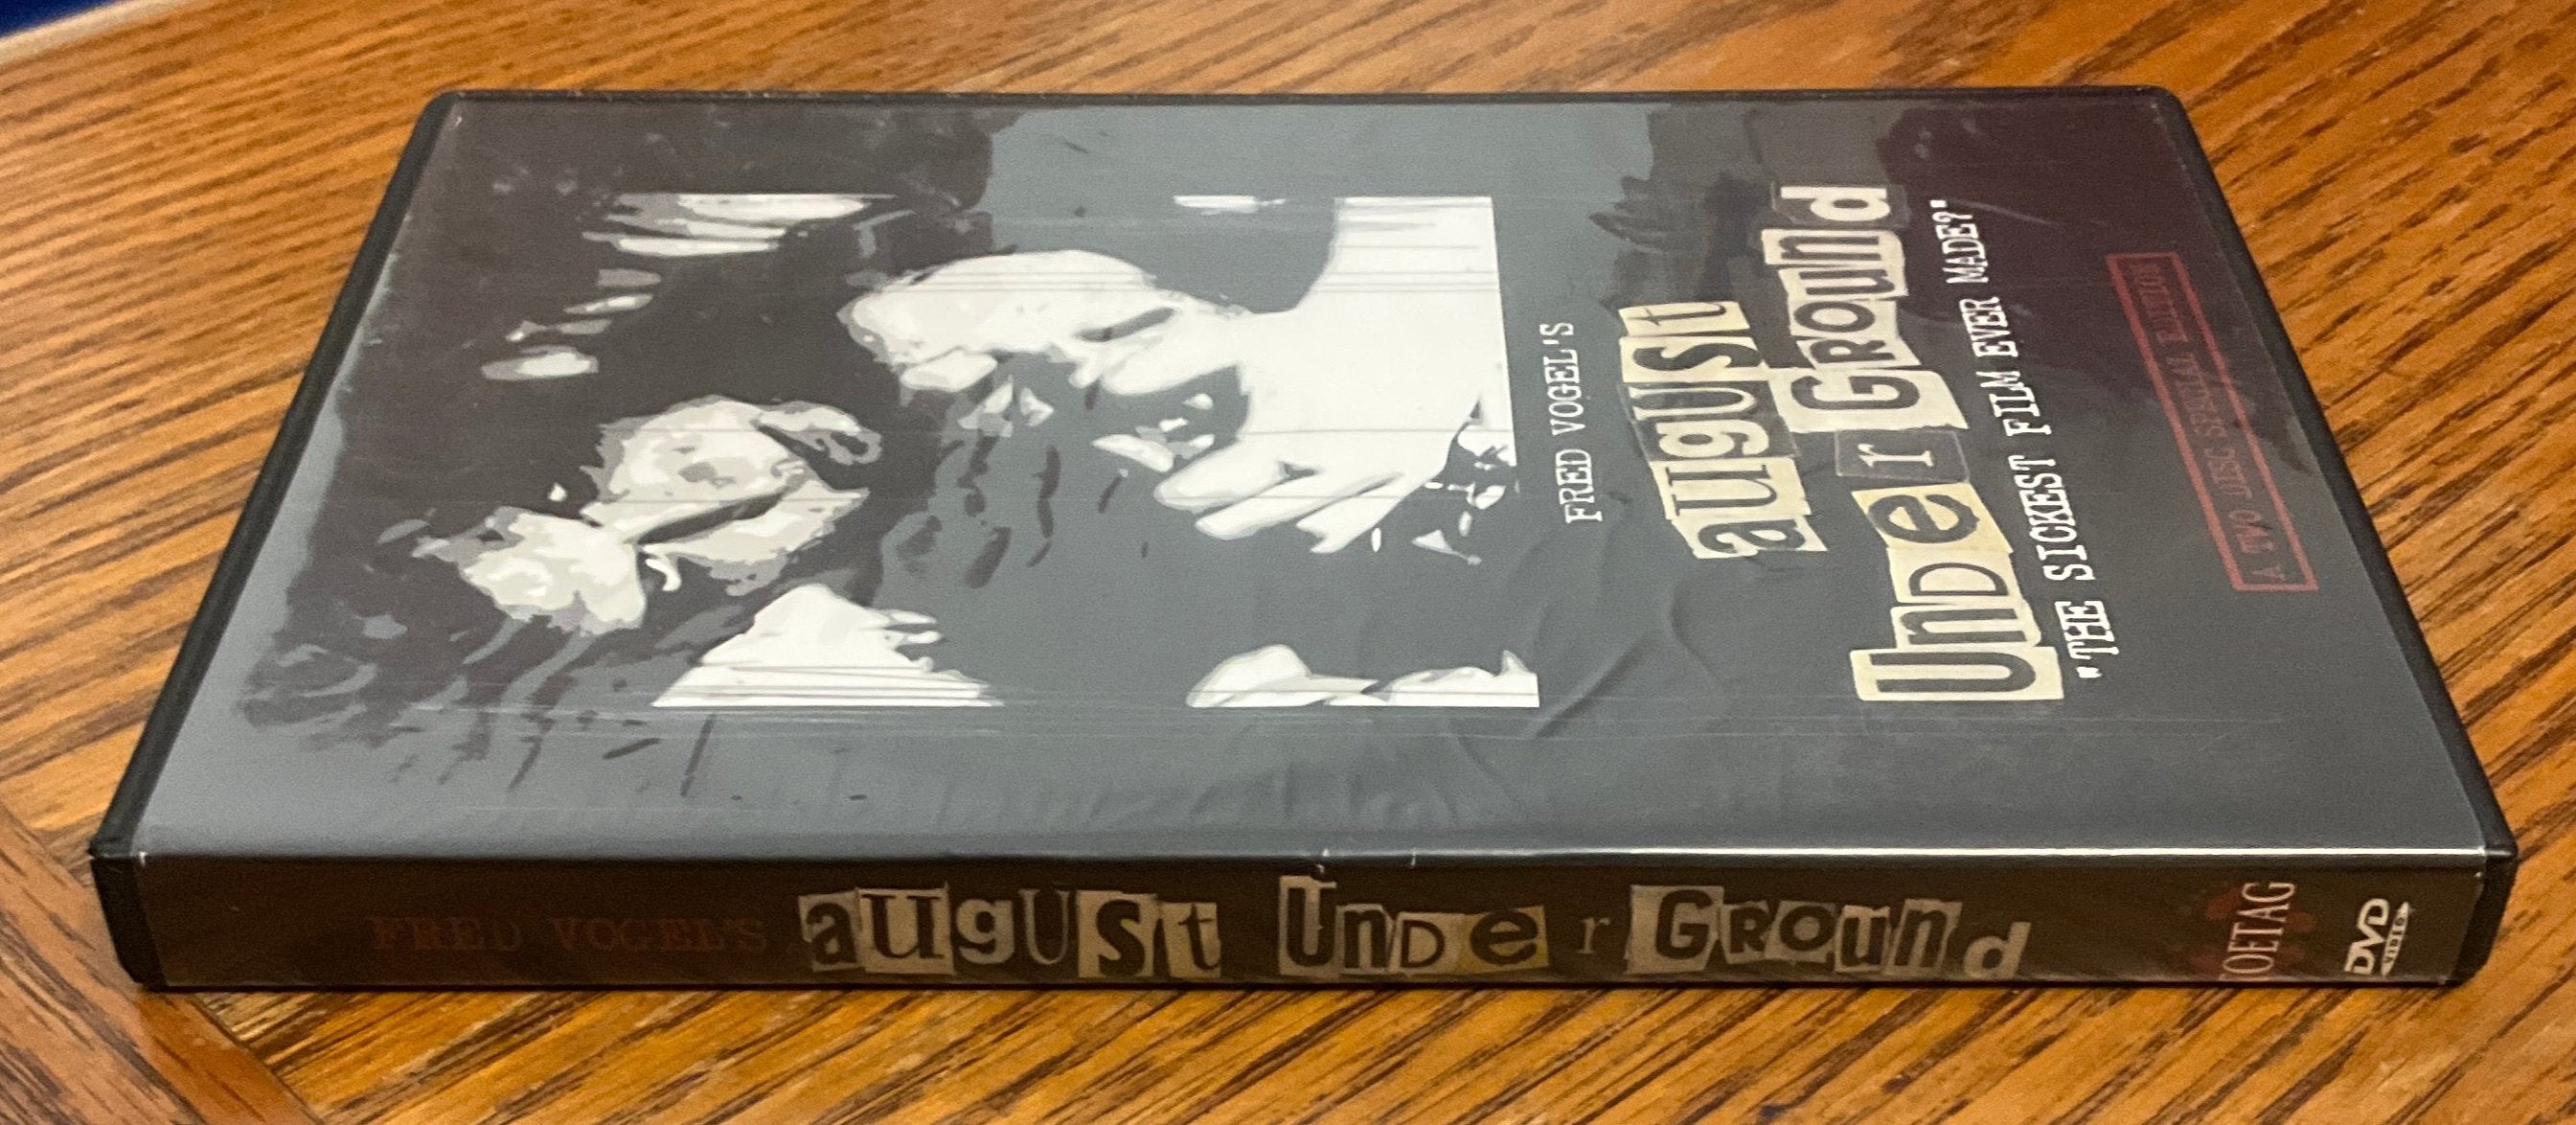 FRED VOGEL'S
august
UnDer GRound
"THE SICKEST FILM EVER MADE?"
A TWO DISC SPECIAL EDITION
FRED VOGEL'S august UnDer GRound
TOETAG
DVD
VIDEO